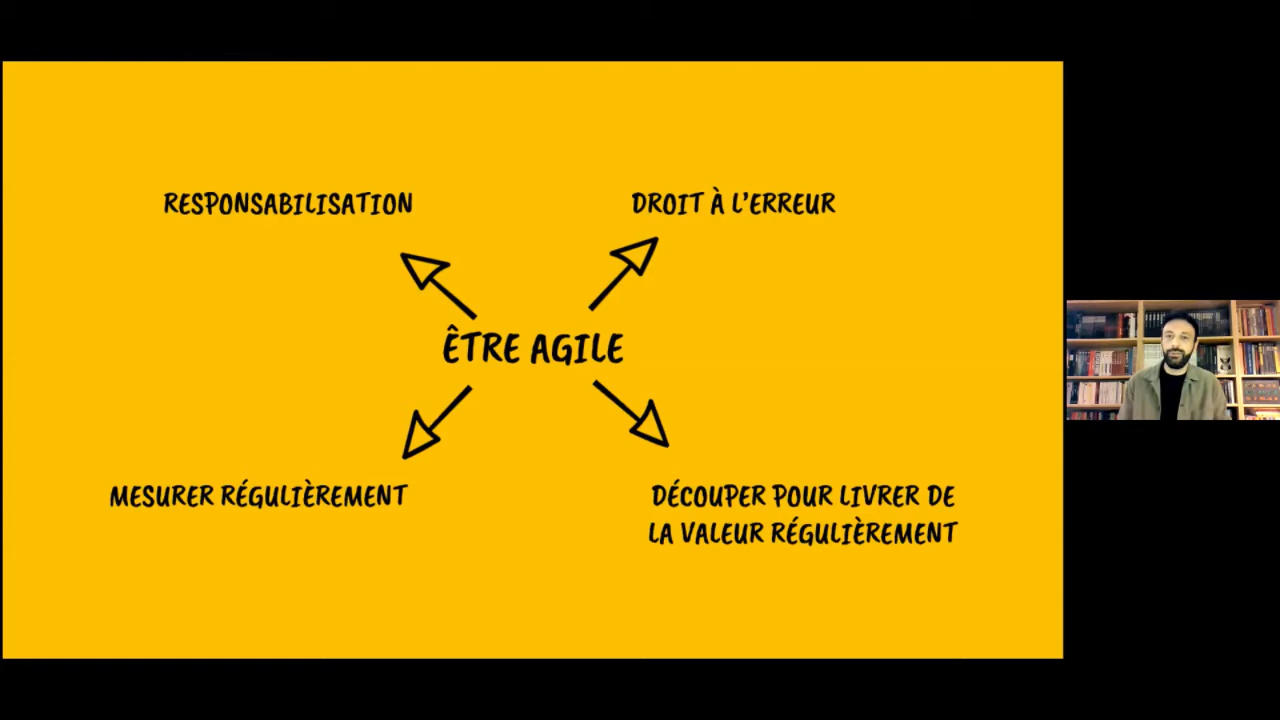 RESPONSABILISATION
DROIT À L'ERREUR
ÊTRE AGILE
MESURER RÉGULIÈREMENT
DÉCOUPER POUR LIVRER DE
LA VALEUR RÉGULIÈREMENT